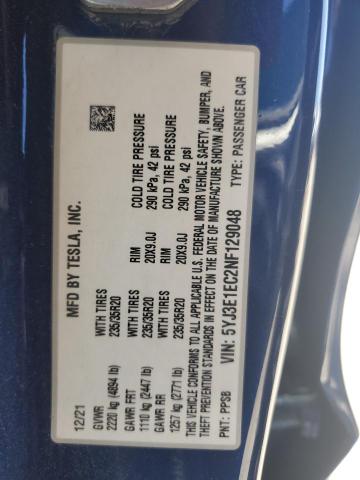 MFD BY TESLA, INC.
12/21
GVWR
2220 kg (4894 lb)
GAWR FRT WITH TIRES RIM COLD TIRE PRESSURE
1110 kg (2447 lb) 235/35R20 20X9.0J 290 kPa, 42 psi
GAWR RR WITH TIRES RIM COLD TIRE PRESSURE
1257 kg (2771 lb) 235/35R20 20X9.0J 290 kPa, 42 psi
THIS VEHICLE CONFORMS TO ALL APPLICABLE U.S. FEDERAL MOTOR VEHICLE SAFETY, BUMPER, AND
THEFT PREVENTION STANDARDS IN EFFECT ON THE DATE OF MANUFACTURE SHOWN ABOVE.
VIN: 5YJ3E1EC2NF129048
PNT: PPSB TYPE: PASSENGER CAR